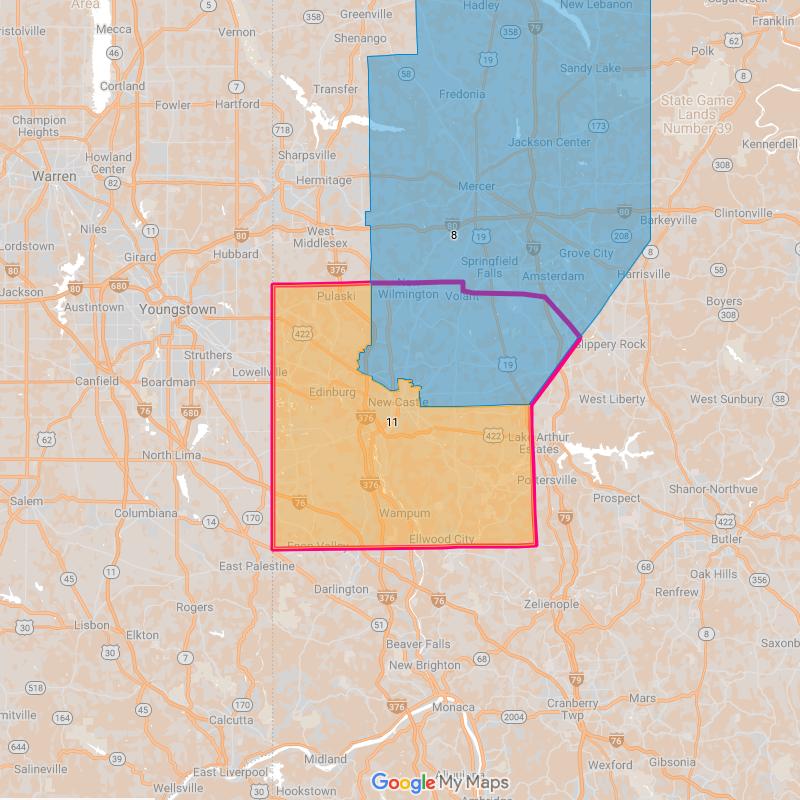 Area
5
Greenville
358
Hadley
New Lebanon
Mecca
Vernon
Franklin
Shenango
358
79
62
Polk
46
19
Sandy Lake
8
58
Cortland
7
Transfer
Fowler
Hartford
Fredonia
State Game
Lands
Number 39
Champion
Heights
718
173
Jackson Center
Kennerdell
Sharpsville
Howland
Center
308
Warren
82
Hermitage
Mercer
80
Clintonville
Barkeyville
Niles
11
West
Middlesex
80
8
19
208
Lordstown
Girard
80
Hubbard
79
Grove City
8
80
376
Springfield
Falls
Amsterdam
Harrisville
58
Jackson
680
Pulaski
New
Wilmington
Volant
Boyers
Austintown
Youngstown
308
422
Slippery Rock
Struthers
19
Lowellville
Canfield
Boardman
Edinburg
West Liberty
West Sunbury
38
76
680
New Castle
376
11
62
422
Lake Arthur
Estates
North Lima
Portersville
376
Salem
76
Prospect
Shanor-Northvue
Columbiana
14
170
Wampum
79
422
Butler
Enon Valley
Ellwood City
East Palestine
68
45
11
Oak Hills
356
Darlington
376
76
Renfrew
Rogers
Zelienople
Lisbon
51
30
Elkton
8
30
Beaver Falls
Saxonb
7
New Brighton
68
518
79
170
376
Monaca
Cranberry
Twp
Mars
45
mitville
164
Calcutta
2004
644
39
Midland
76
Salineville
East Liverpool
Gibsonia
Wexford
Wellsville
30
Hookstown
Google My Maps